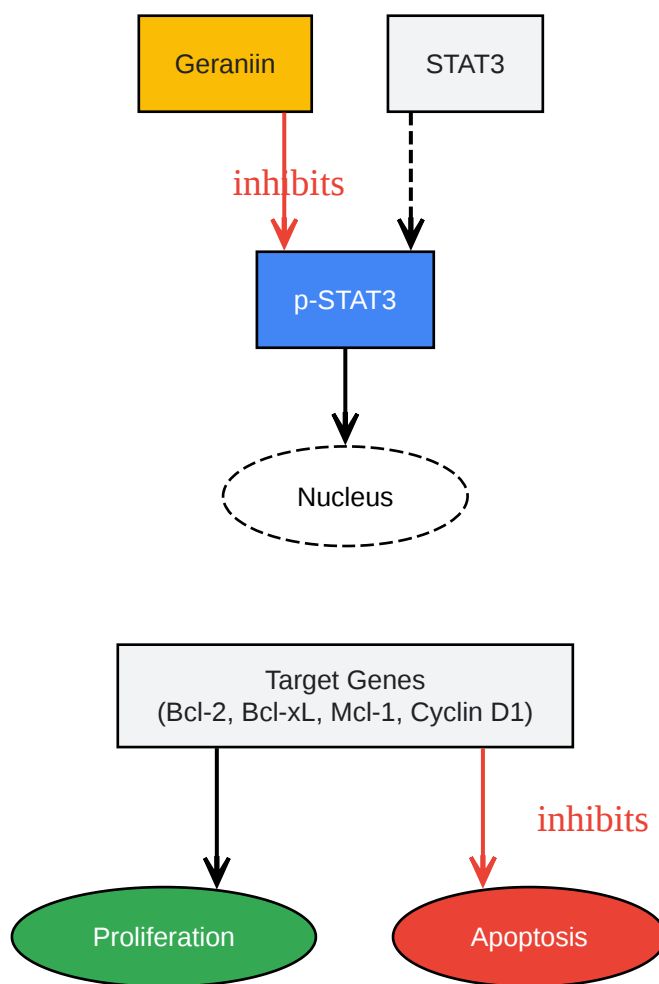 Geraniin
STAT3
inhibits
p-STAT3
Nucleus
Target Genes
(Bcl-2, Bcl-xL, Mcl-1, Cyclin D1)
inhibits
Proliferation
Apoptosis